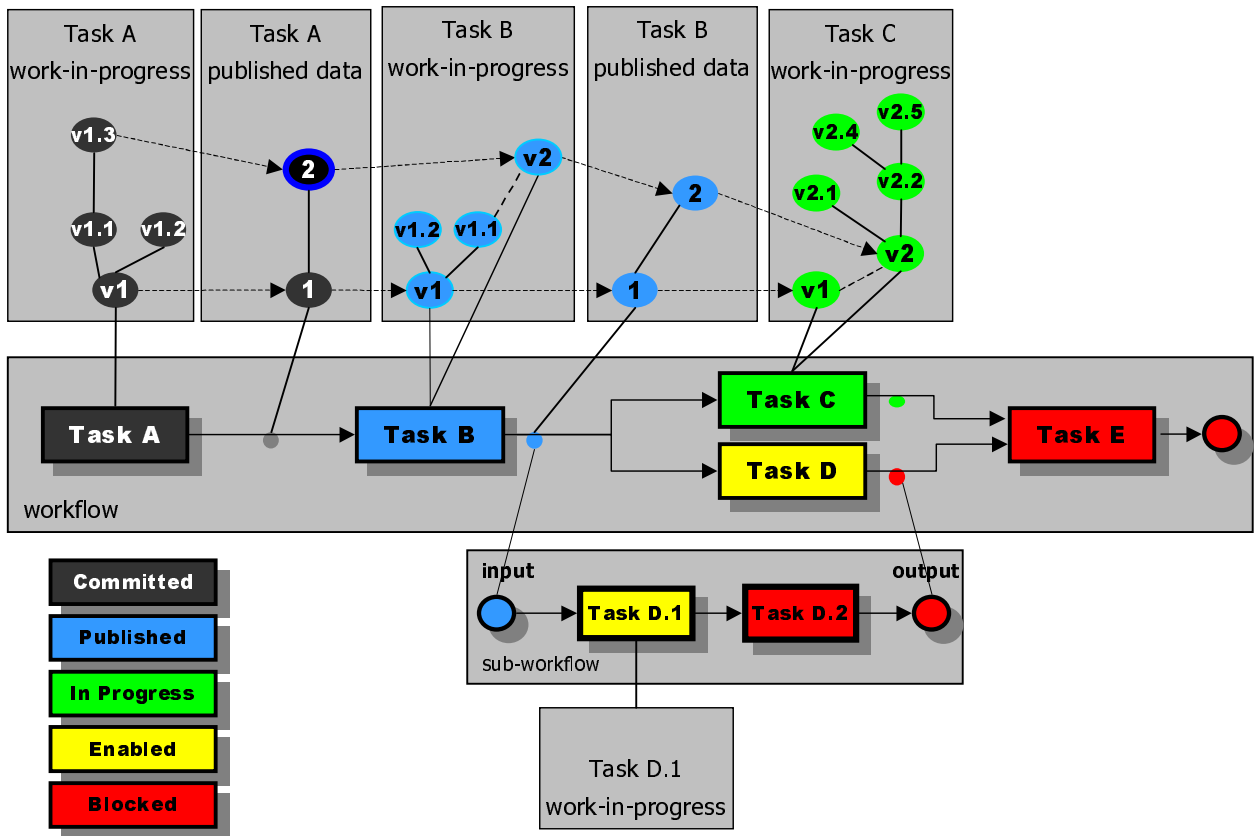 Task A
work-in-progress
v1.3
v1.1
v1.2
v1
Task A
published data
2
1
Task B
work-in-progress
v2
v1.2
v1.1
v1
Task B
published data
2
1
Task C
work-in-progress
v2.5
v2.4
v2.2
v2.1
v2
v1
Task A
Task B
Task C
Task D
Task E
workflow
input
output
Task D.1
Task D.2
sub-workflow
Task D.1
work-in-progress
Committed
Published
In Progress
Enabled
Blocked